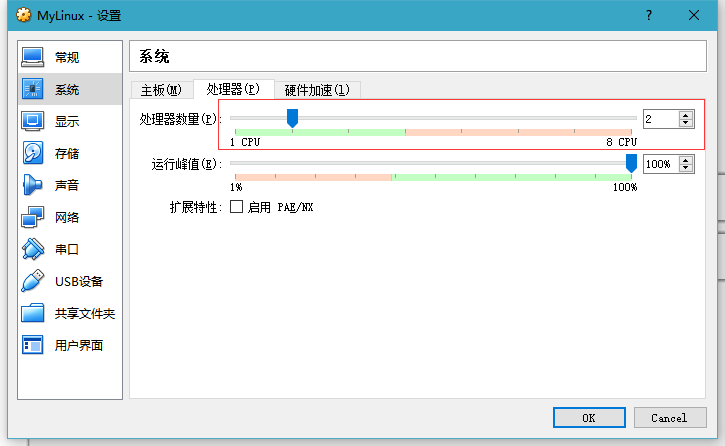 MyLinux - 设置
?
常规
系统
显示
存储
声音
网络
串口
USB设备
共享文件夹
用户界面
系统
主板(M) 处理器(P) 硬件加速(l)
处理器数量(P): 2
1 CPU 8 CPU
运行峰值(E): 100%
1% 100%
扩展特性: 启用 PAE/NX
OK Cancel